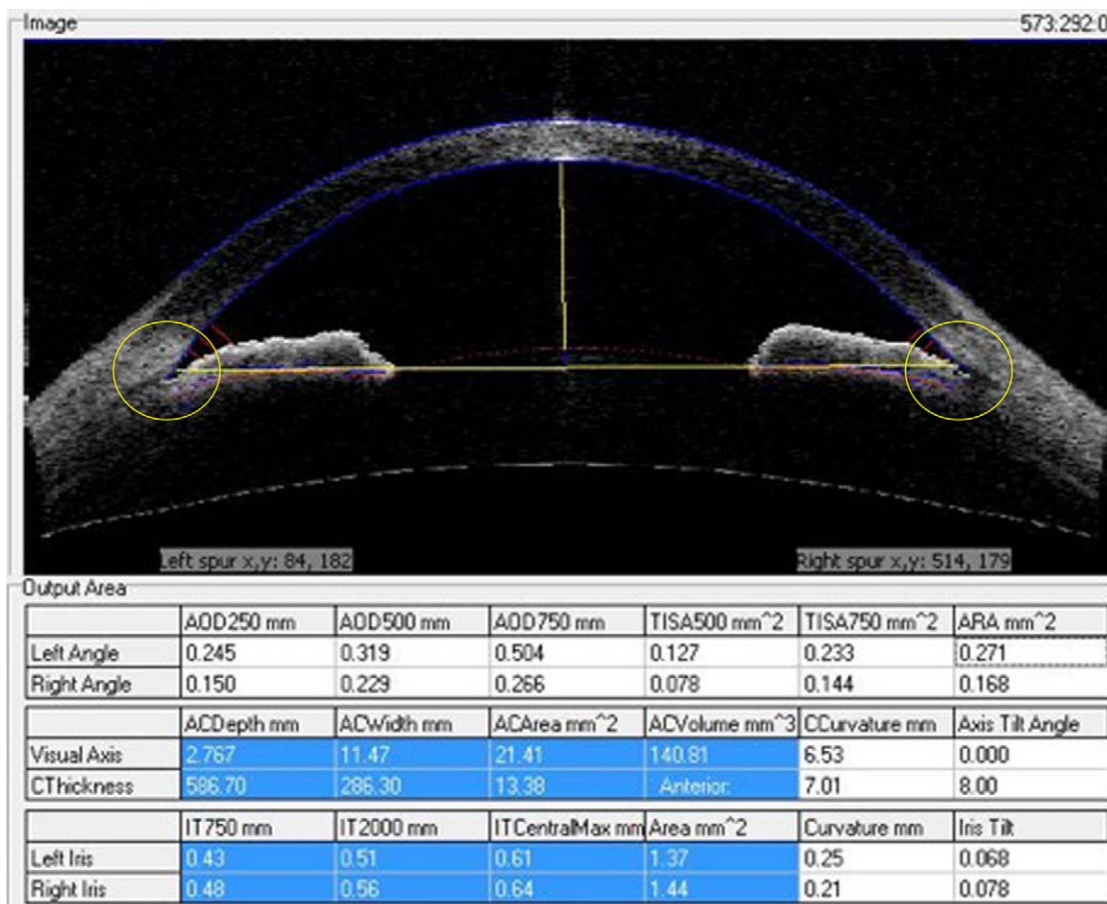 Image 573:292:0
Left spur x,y: 84, 182 Right spur x,y: 514, 179
Output Area
AOD250 mm AOD500 mm AOD750 mm TISA500 mm^2 TISA750 mm^2 ARA mm^2
Left Angle 0.245 0.319 0.504 0.127 0.233 0.271
Right Angle 0.150 0.229 0.266 0.078 0.144 0.168
ACDepth mm ACWidth mm ACArea mm^2 ACVolume mm^3 CCurvature mm Axis Tilt Angle
Visual Axis 2.767 11.47 21.41 140.81 6.53 0.000
CThickness 586.70 286.30 13.38 Anterior: 7.01 8.00
IT750 mm IT2000 mm ITCentralMax mm Area mm^2 Curvature mm Iris Tilt
Left Iris 0.43 0.51 0.61 1.37 0.25 0.068
Right Iris 0.48 0.56 0.64 1.44 0.21 0.078